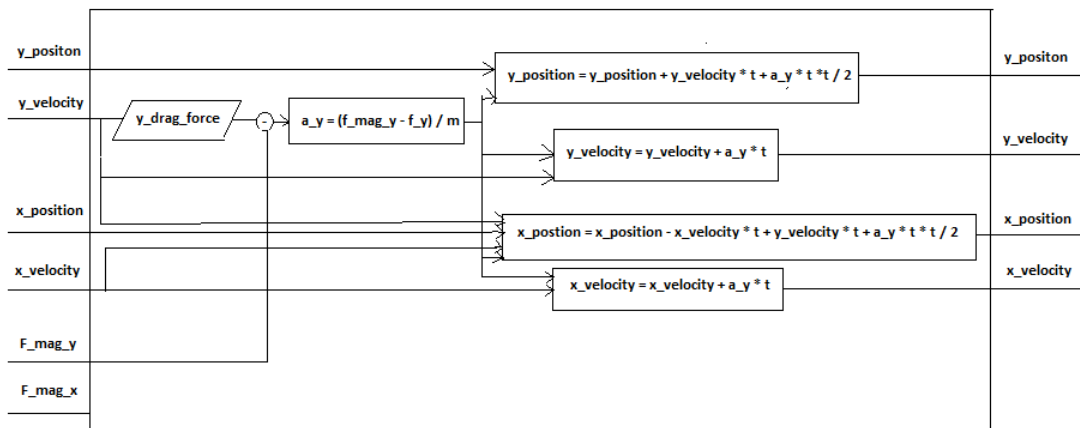 y_positon
y_velocity
x_position
x_velocity
F_mag_y
F_mag_x
y_drag_force
-
a_y = (f_mag_y - f_y) / m
y_position = y_position + y_velocity * t + a_y * t *t / 2
y_velocity = y_velocity + a_y * t
x_postion = x_position - x_velocity * t + y_velocity * t + a_y * t * t / 2
x_velocity = x_velocity + a_y * t
y_positon
y_velocity
x_position
x_velocity